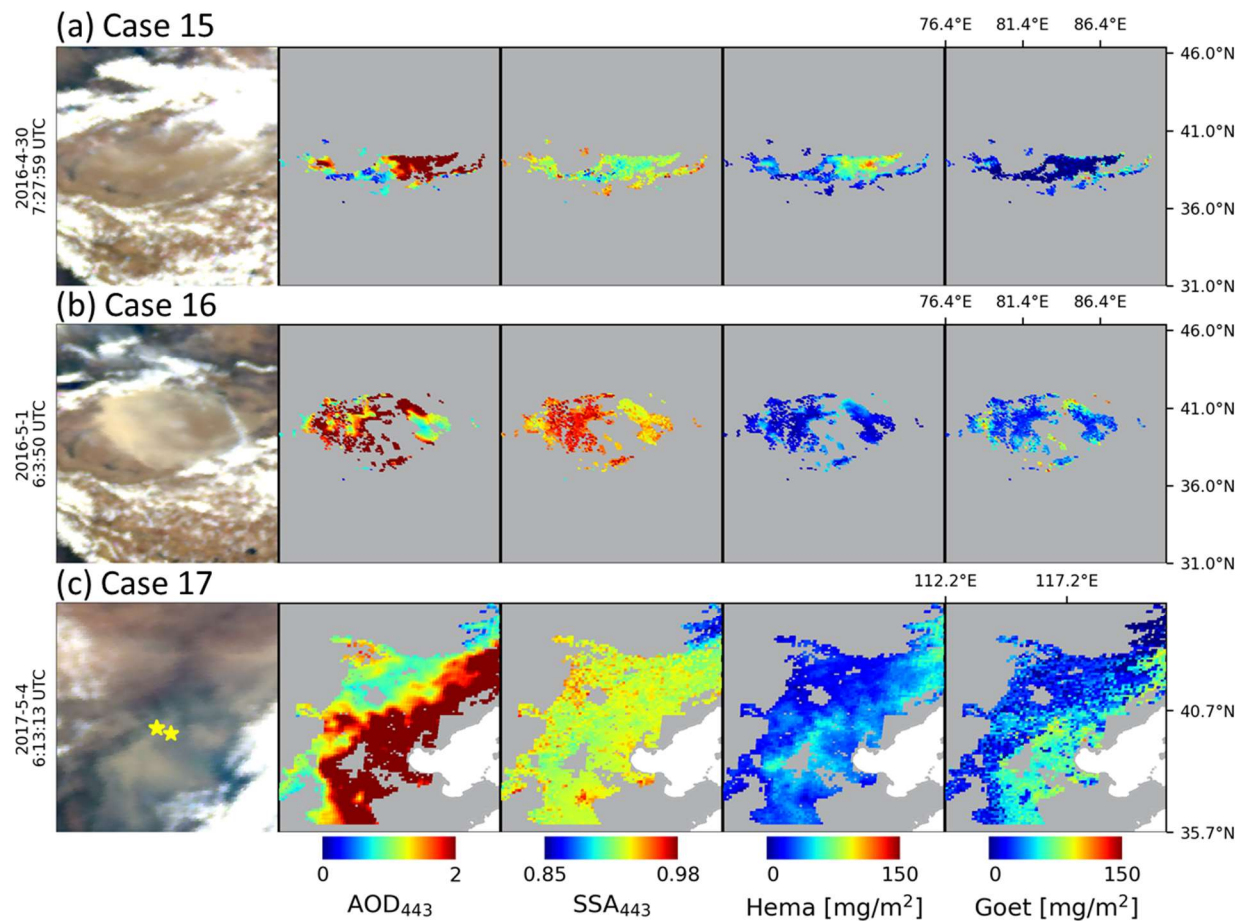 (a) Case 15
76.4°E 81.4°E 86.4°E
2016-4-30
7:27:59 UTC
46.0°N
41.0°N
36.0°N
31.0°N
(b) Case 16
76.4°E 81.4°E 86.4°E
2016-5-1
6:3:50 UTC
46.0°N
41.0°N
36.0°N
31.0°N
(c) Case 17
112.2°E 117.2°E
2017-5-4
6:13:13 UTC
40.7°N
35.7°N
0 2 0.85 0.98 0 150 0 150
AOD₄₄₃ SSA₄₄₃ Hema [mg/m²] Goet [mg/m²]